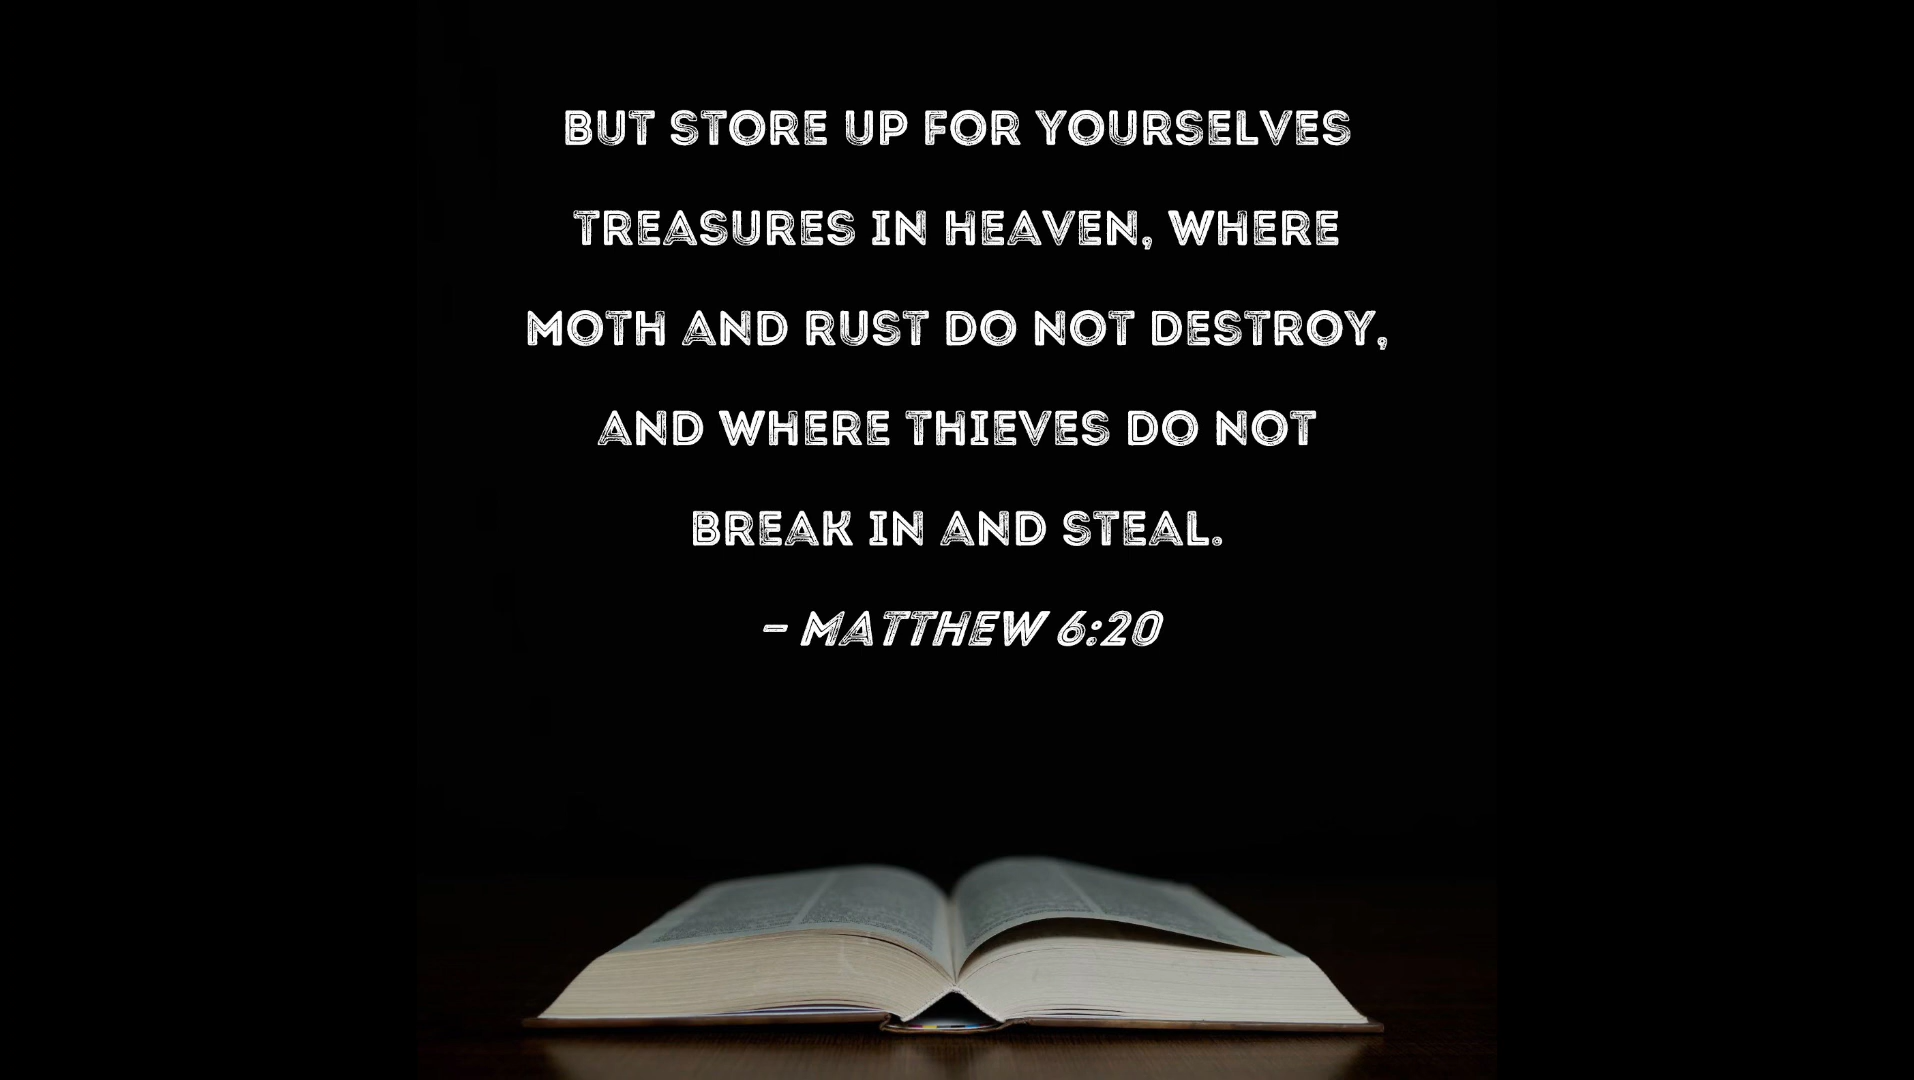 BUT STORE UP FOR YOURSELVES
TREASURES IN HEAVEN, WHERE
MOTH AND RUST DO NOT DESTROY,
AND WHERE THIEVES DO NOT
BREAK IN AND STEAL.
– MATTHEW 6:20